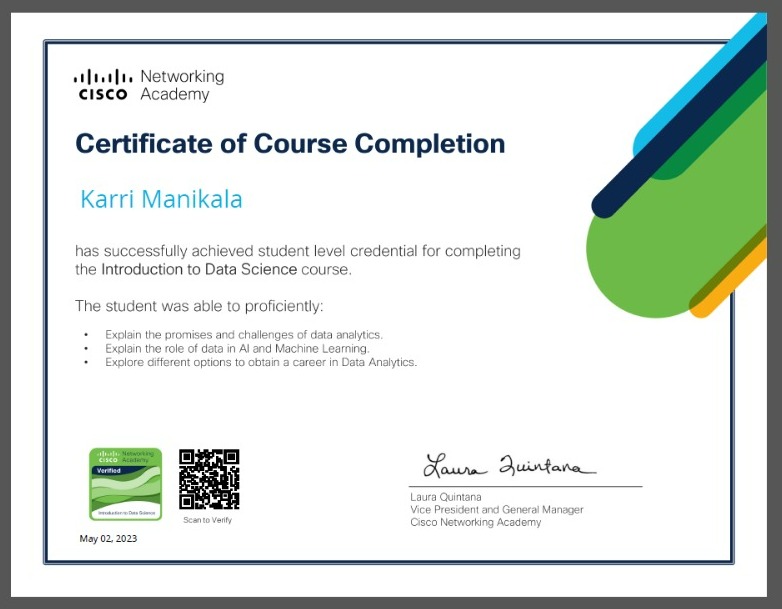 Networking
CISCO Academy
Certificate of Course Completion
Karri Manikala
has successfully achieved student level credential for completing
the Introduction to Data Science course.
The student was able to proficiently:
• Explain the promises and challenges of data analytics.
• Explain the role of data in AI and Machine Learning.
• Explore different options to obtain a career in Data Analytics.
Networking
CISCO Academy
Verified
Introduction to Data Science
Scan to Verify
May 02, 2023
Laura Quintana
Laura Quintana
Vice President and General Manager
Cisco Networking Academy